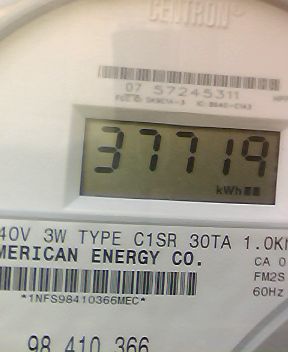 CENTRON®
07 57245311
37719
kWh
40V 3W TYPE C1SR 30TA 1.0K
MERICAN ENERGY CO.
CA 0
FM2S
60Hz
*1NFS98410366MEC*
98 410 366